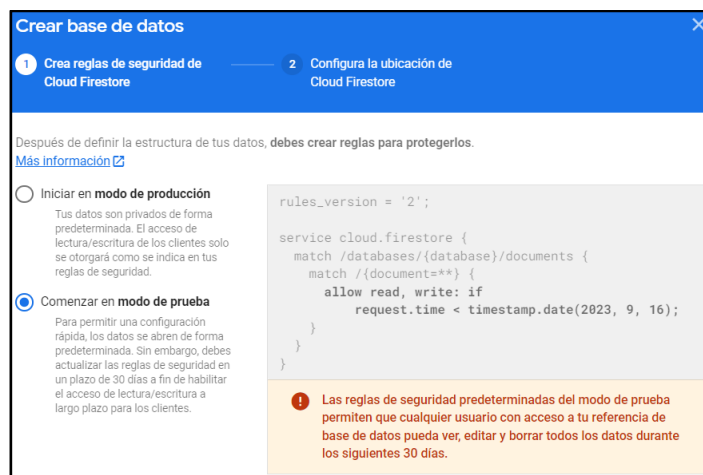 Crear base de datos
1 Crea reglas de seguridad de
Cloud Firestore
2 Configura la ubicación de
Cloud Firestore
Después de definir la estructura de tus datos, debes crear reglas para protegerlos.
Más información
Iniciar en modo de producción
Tus datos son privados de forma
predeterminada. El acceso de
lectura/escritura de los clientes solo
se otorgará como se indica en tus
reglas de seguridad.
Comenzar en modo de prueba
Para permitir una configuración
rápida, los datos se abren de forma
predeterminada. Sin embargo, debes
actualizar las reglas de seguridad en
un plazo de 30 días a fin de habilitar
el acceso de lectura/escritura a
largo plazo para los clientes.
rules_version = '2';
service cloud.firestore {
match /databases/{database}/documents {
match /{document=**} {
allow read, write: if
request.time < timestamp.date(2023, 9, 16);
}
}
}
Las reglas de seguridad predeterminadas del modo de prueba
permiten que cualquier usuario con acceso a tu referencia de
base de datos pueda ver, editar y borrar todos los datos durante
los siguientes 30 días.